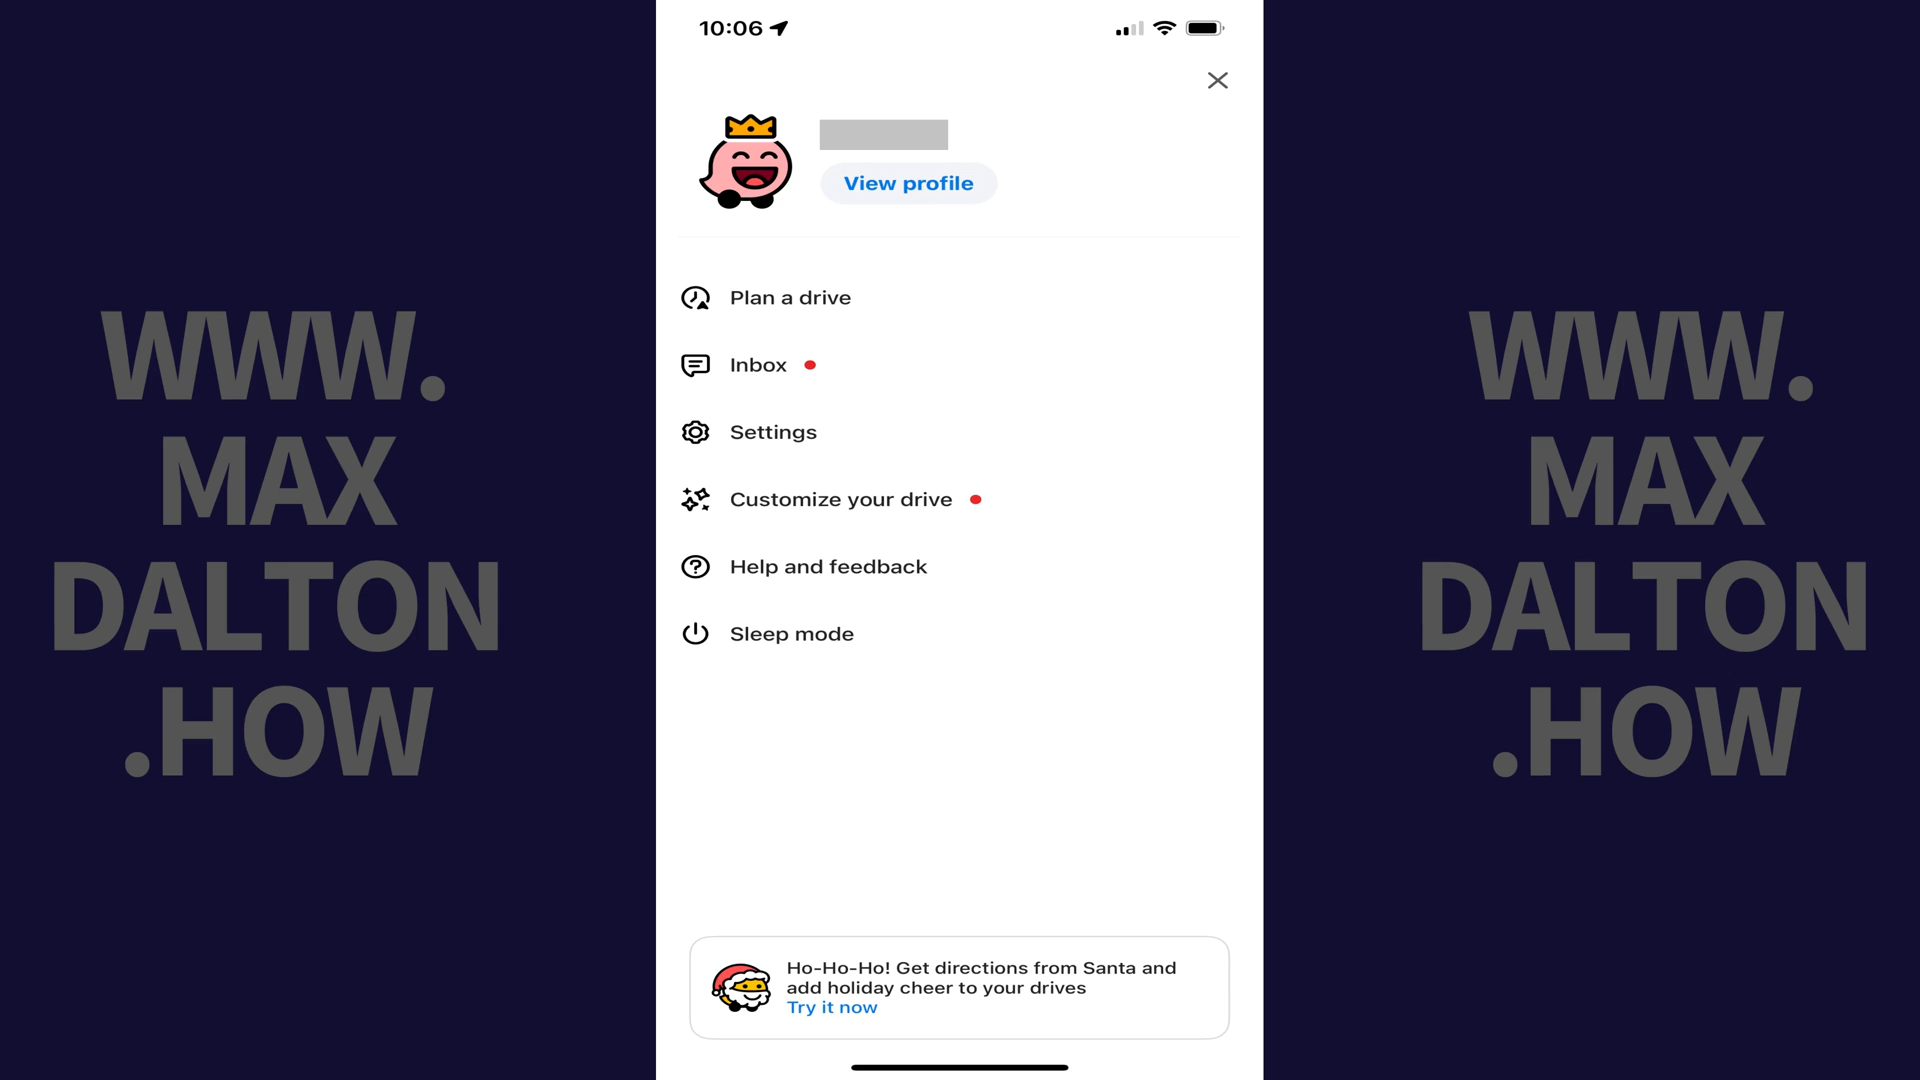 10:06
View profile
Plan a drive
Inbox
Settings
Customize your drive
Help and feedback
Sleep mode
Ho-Ho-Ho! Get directions from Santa and
add holiday cheer to your drives
Try it now
WWW.
MAX
DALTON
.HOW
WWW.
MAX
DALTON
.HOW